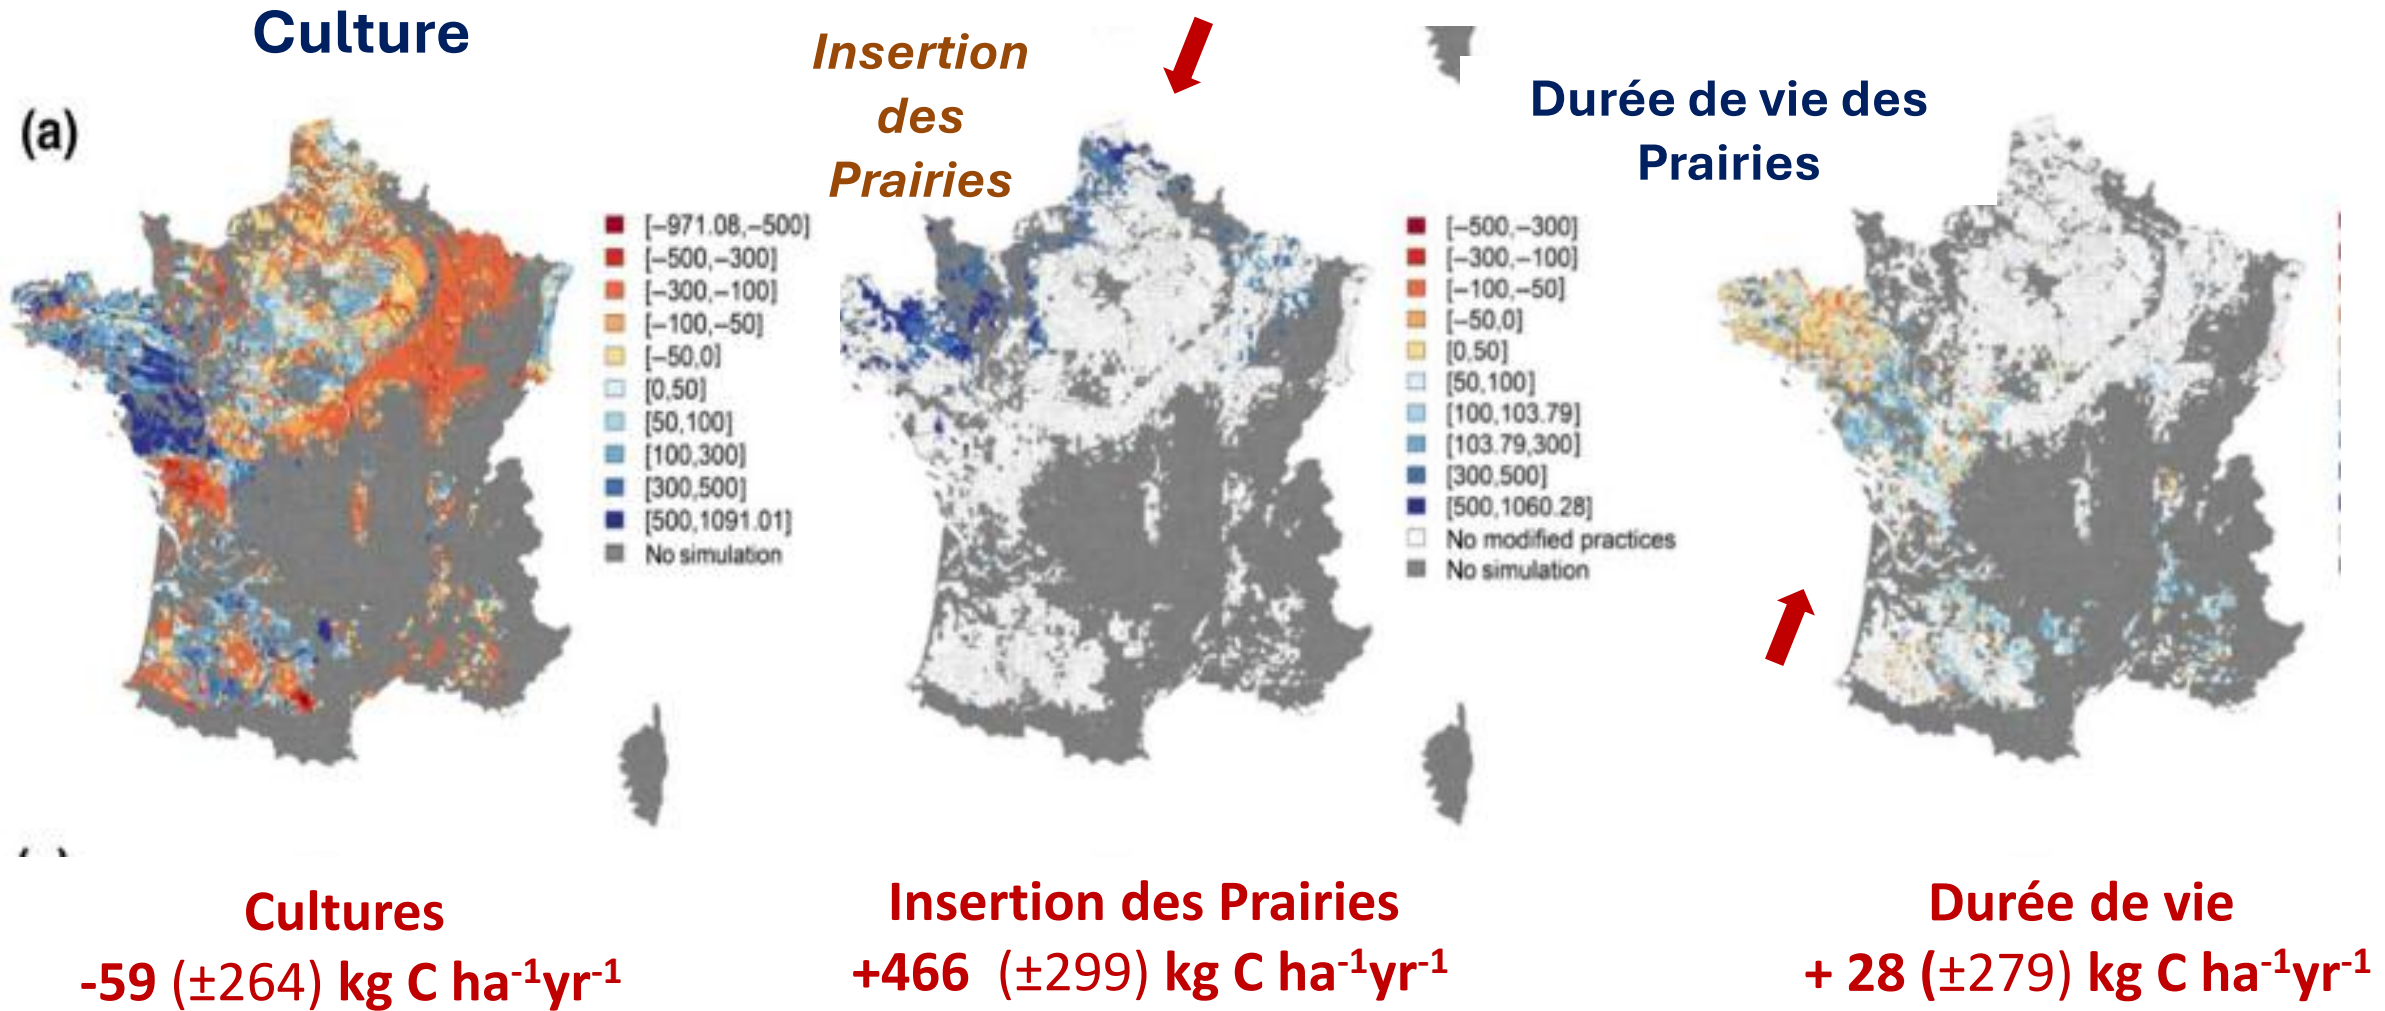 Culture
Insertion
des
Prairies
Durée de vie des
Prairies
(a)
[–971.08,–500]
[–500,–300]
[–300,–100]
[–100,–50]
[–50,0]
[0,50]
[50,100]
[100,300]
[300,500]
[500,1091.01]
No simulation
[–500,–300]
[–300,–100]
[–100,–50]
[–50,0]
[0,50]
[50,100]
[100,103.79]
[103.79,300]
[300,500]
[500,1060.28]
No modified practices
No simulation
Cultures
-59 (±264) kg C ha⁻¹yr⁻¹
Insertion des Prairies
+466 (±299) kg C ha⁻¹yr⁻¹
Durée de vie
+ 28 (±279) kg C ha⁻¹yr⁻¹